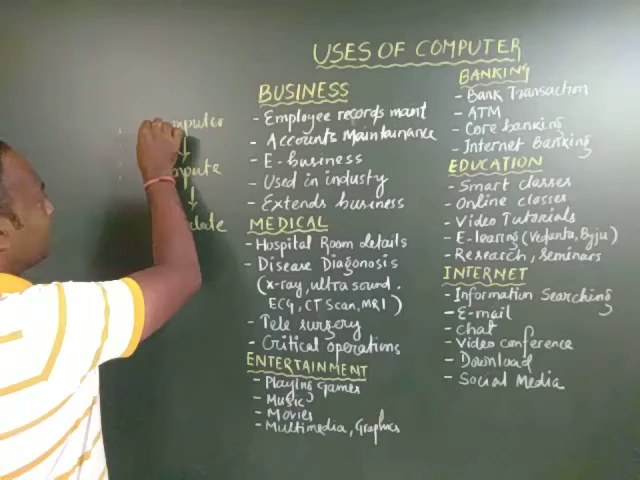 USES OF COMPUTER
BUSINESS
- Employee records maint
- Accounts Maintainance
- E-business
- Used in industry
- Extends business
MEDICAL
- Hospital Room details
- Disease Diagonosis
(x-ray, ultra sound.
ECG, CT Scan, MRI)
- Tele surgery
- Critical operations
ENTERTAINMENT
- Playing games
- Music
- Movies
- Multimedia, Graphics
BANKING
- Bank Transaction
- ATM
- Core banking
- Internet Banking
EDUCATION
- Smart classes
- Online classes
- Video Tutorials
- E-learing (Vedantu, Byju)
- Research, Seminars
INTERNET
- Information Searching
- E-mail
- Chat
- Video conference
- Download
- Social Media